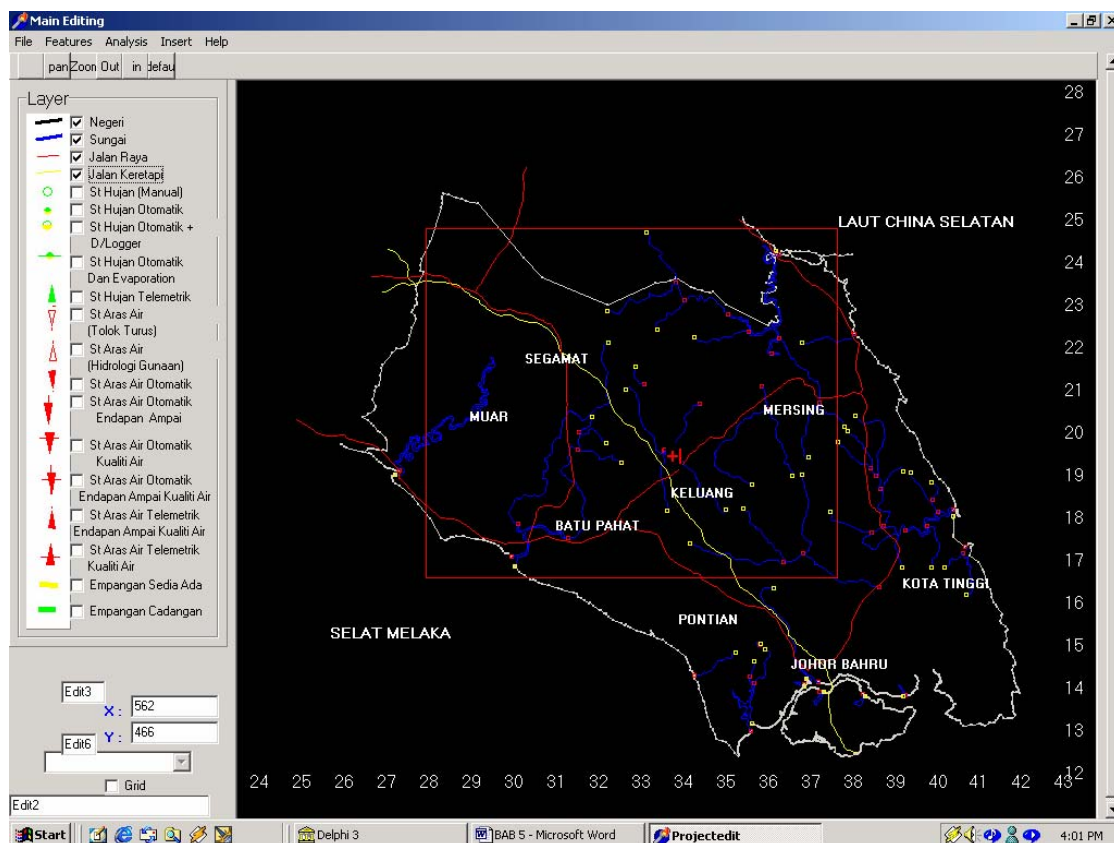 Main Editing
File Features Analysis Insert Help
pan Zoon Out in defau
Layer
Negeri
Sungai
Jalan Raya
Jalan Keretapi
St Hujan (Manual)
St Hujan Otomatik
St Hujan Otomatik +
D/Logger
St Hujan Otomatik
Dan Evaporation
St Hujan Telemetrik
St Aras Air
(Tolok Turus)
St Aras Air
(Hidrologi Gunaan)
St Aras Air Otomatik
St Aras Air Otomatik
Endapan Ampai
St Aras Air Otomatik
Kualiti Air
St Aras Air Otomatik
Endapan Ampai Kualiti Air
St Aras Air Telemetrik
Endapan Ampai Kualiti Air
St Aras Air Telemetrik
Kualiti Air
Empangan Sedia Ada
Empangan Cadangan
Edit3
X : 562
Y : 466
Edit6
Grid
Edit2
28
27
26
25
24
23
22
21
20
19
18
17
16
15
14
13
12
LAUT CHINA SELATAN
SEGAMAT
MUAR
MERSING
KELUANG
BATU PAHAT
KOTA TINGGI
PONTIAN
SELAT MELAKA
JOHOR BAHRU
24 25 26 27 28 29 30 31 32 33 34 35 36 37 38 39 40 41 42 43
Start Delphi 3 BAB 5 - Microsoft Word Projectedit 4:01 PM